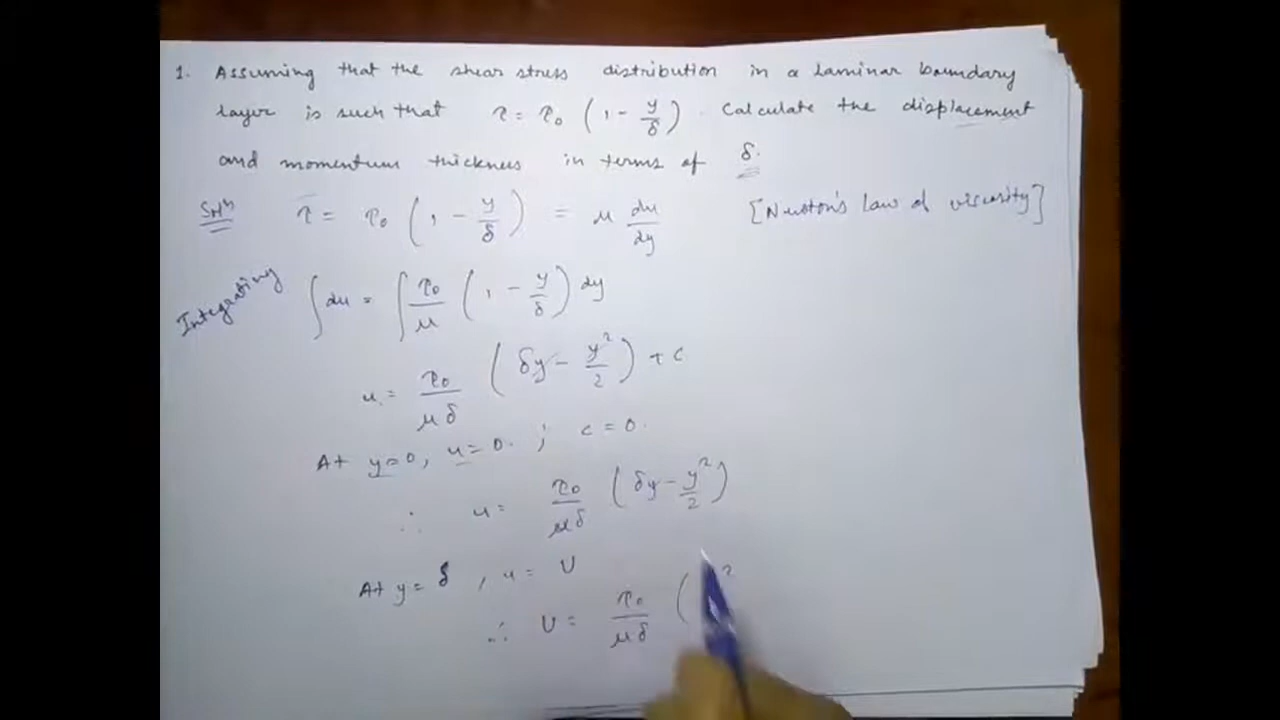 1. Assuming that the shear stress distribution in a laminar boundary
layer is such that τ = τ₀ (1 - y/δ). Calculate the displacement
and momentum thickness in terms of δ.
Solⁿ τ = τ₀ (1 - y/δ) = μ du/dy [Newton's law of viscosity]
Integrating ∫du = ∫ τ₀/μ (1 - y/δ) dy
u = τ₀/μδ (δy - y²/2) + c
At y=0, u=0. ; c=0.
∴ u = τ₀/μδ (δy - y²/2)
At y=δ, u= U
∴ U = τ₀/μδ ( ²